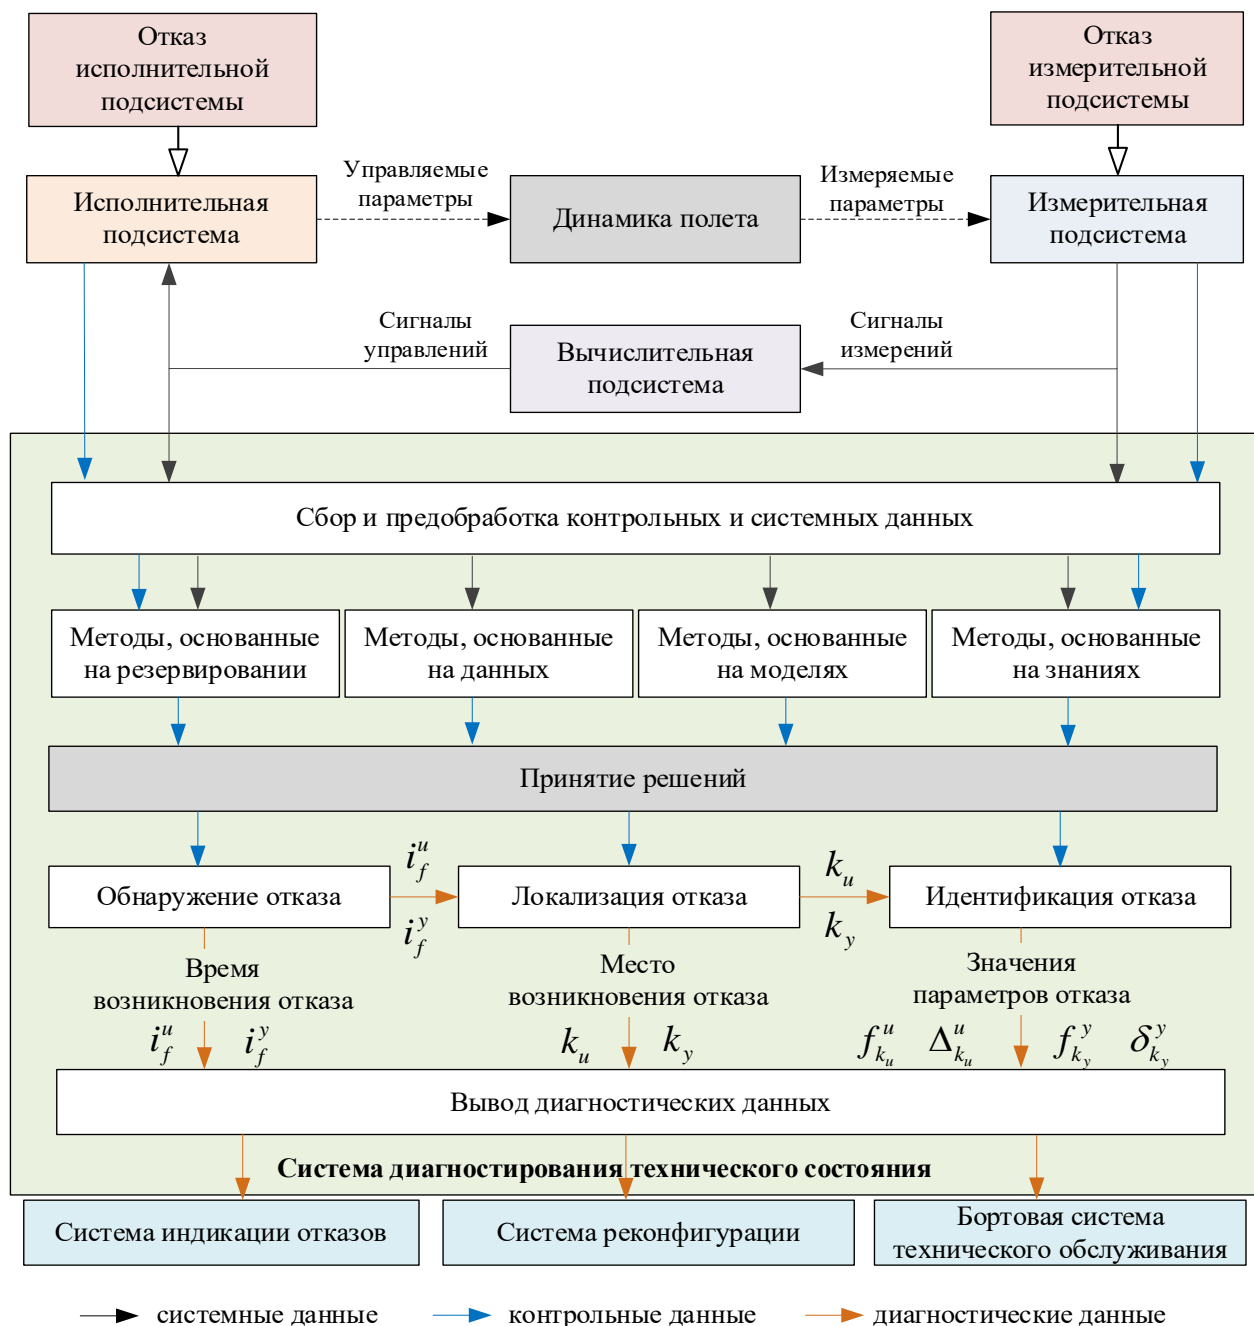 Отказ
исполнительной
подсистемы
Отказ
измерительной
подсистемы
Исполнительная
подсистема
Управляемые
параметры
Динамика полета
Измеряемые
параметры
Измерительная
подсистема
Сигналы
управлений
Вычислительная
подсистема
Сигналы
измерений
Сбор и предобработка контрольных и системных данных
Методы, основанные
на резервировании
Методы, основанные
на данных
Методы, основанные
на моделях
Методы, основанные
на знаниях
Принятие решений
Обнаружение отказа
i_f^u
i_f^y
Локализация отказа
k_u
k_y
Идентификация отказа
Время
возникновения отказа
i_f^u i_f^y
Место
возникновения отказа
k_u k_y
Значения
параметров отказа
f_{k_u}^u Δ_{k_u}^u f_{k_y}^y δ_{k_y}^y
Вывод диагностических данных
Система диагностирования технического состояния
Система индикации отказов
Система реконфигурации
Бортовая система
технического обслуживания
системные данные
контрольные данные
диагностические данные